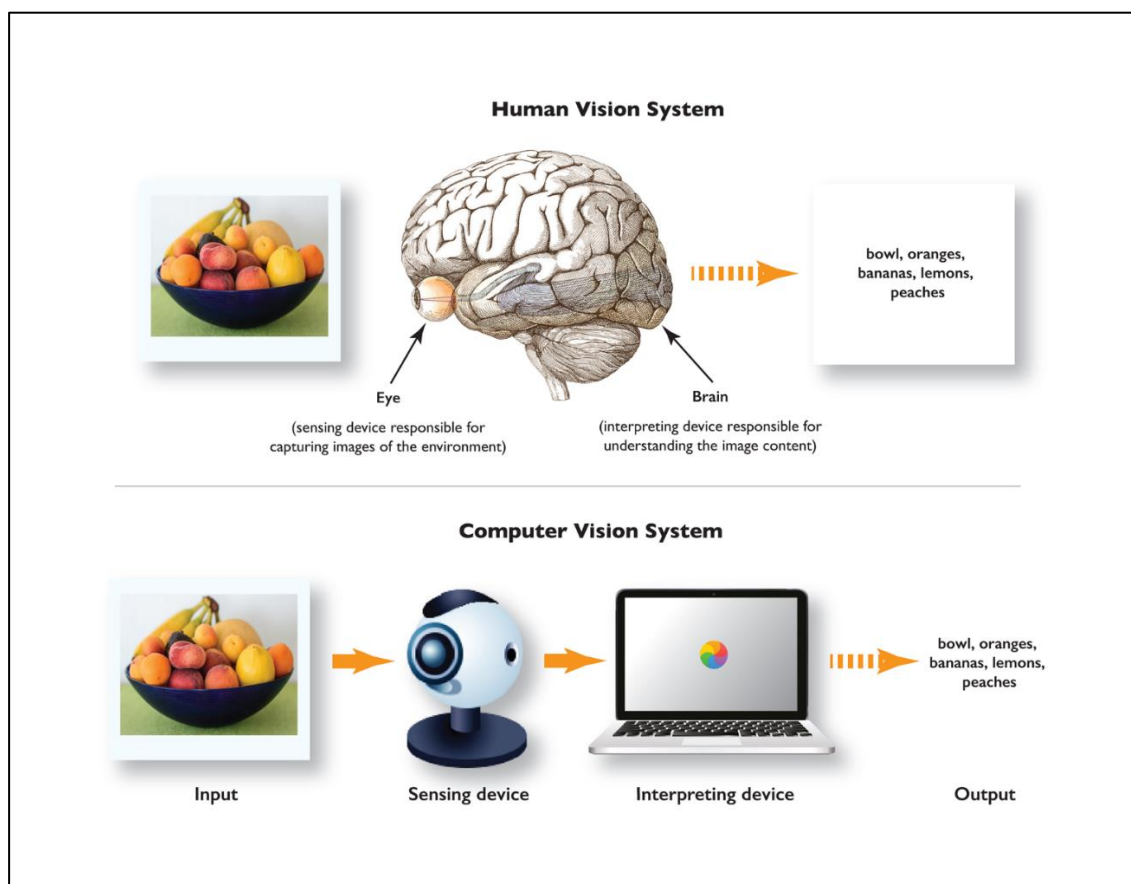 Human Vision System
bowl, oranges,
bananas, lemons,
peaches
Eye
(sensing device responsible for
capturing images of the environment)
Brain
(interpreting device responsible for
understanding the image content)
Computer Vision System
bowl, oranges,
bananas, lemons,
peaches
Input
Sensing device
Interpreting device
Output